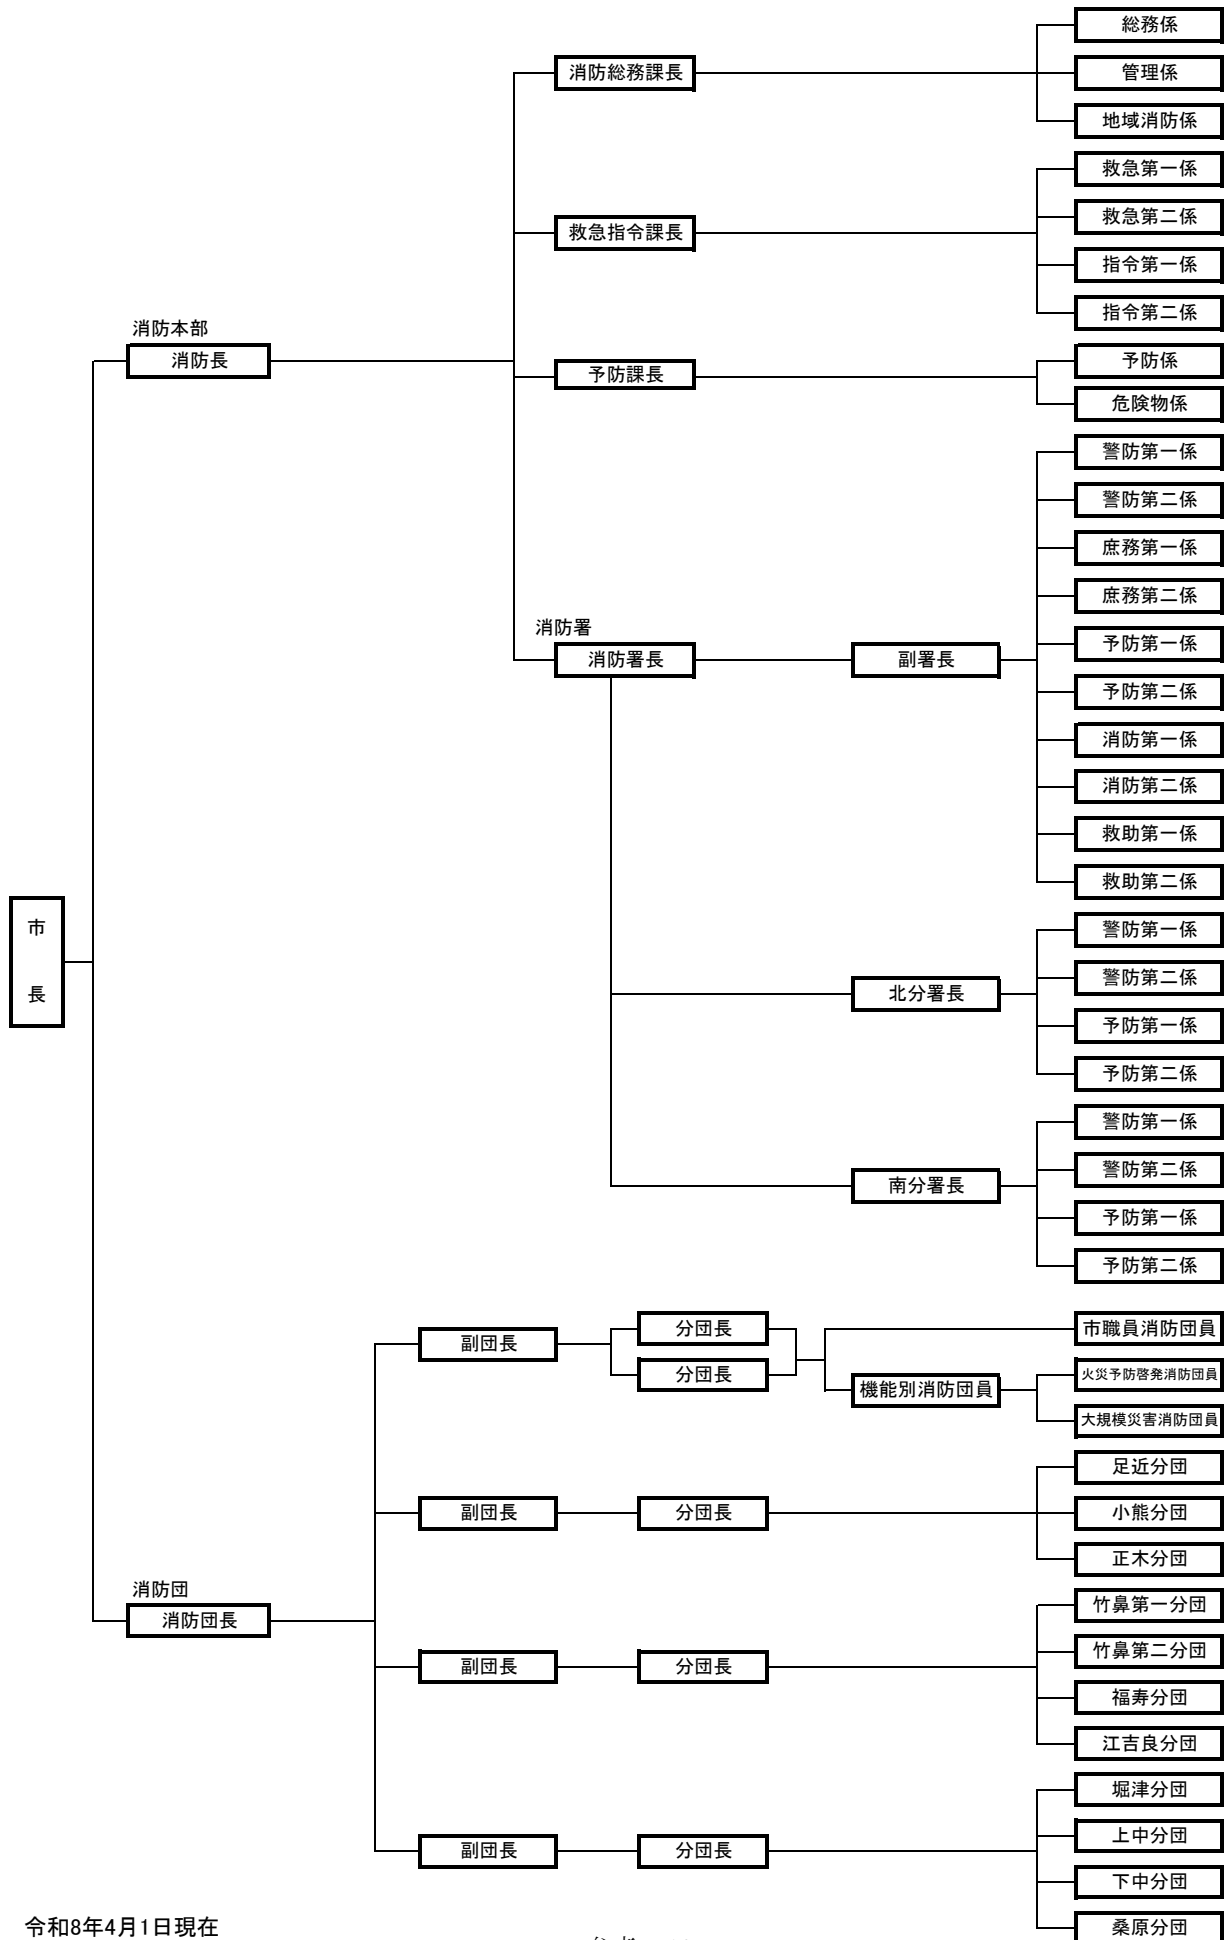 総務係
消防総務課長
管理係
地域消防係
救急第一係
救急第二係
救急指令課長
指令第一係
指令第二係
消防本部
消防長
予防係
予防課長
危険物係
警防第一係
警防第二係
庶務第一係
庶務第二係
消防署
予防第一係
消防署長
副署長
予防第二係
消防第一係
消防第二係
救助第一係
救助第二係
市長
警防第一係
警防第二係
北分署長
予防第一係
予防第二係
警防第一係
警防第二係
南分署長
予防第一係
予防第二係
副団長
分団長
分団長
市職員消防団員
機能別消防団員
火災予防啓発消防団員
大規模災害消防団員
足近分団
副団長
分団長
小熊分団
正木分団
消防団
消防団長
竹鼻第一分団
竹鼻第二分団
副団長
分団長
福寿分団
江吉良分団
堀津分団
上中分団
副団長
分団長
下中分団
桑原分団
令和8年4月1日現在